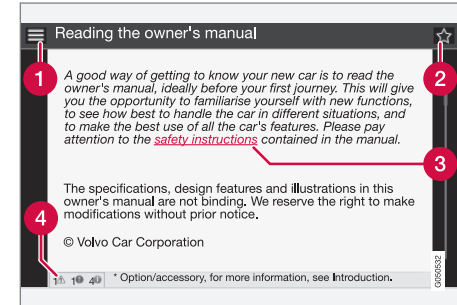 Reading the owner's manual
1
2
A good way of getting to know your new car is to read the
owner's manual, ideally before your first journey. This will give
you the opportunity to familiarise yourself with new functions,
to see how best to handle the car in different situations, and
to make the best use of all the car's features. Please pay
attention to the safety instructions contained in the manual.
3
The specifications, design features and illustrations in this
owner's manual are not binding. We reserve the right to make
modifications without prior notice.
4
© Volvo Car Corporation
1 1 4 * Option/accessory, for more information, see Introduction.
G050532